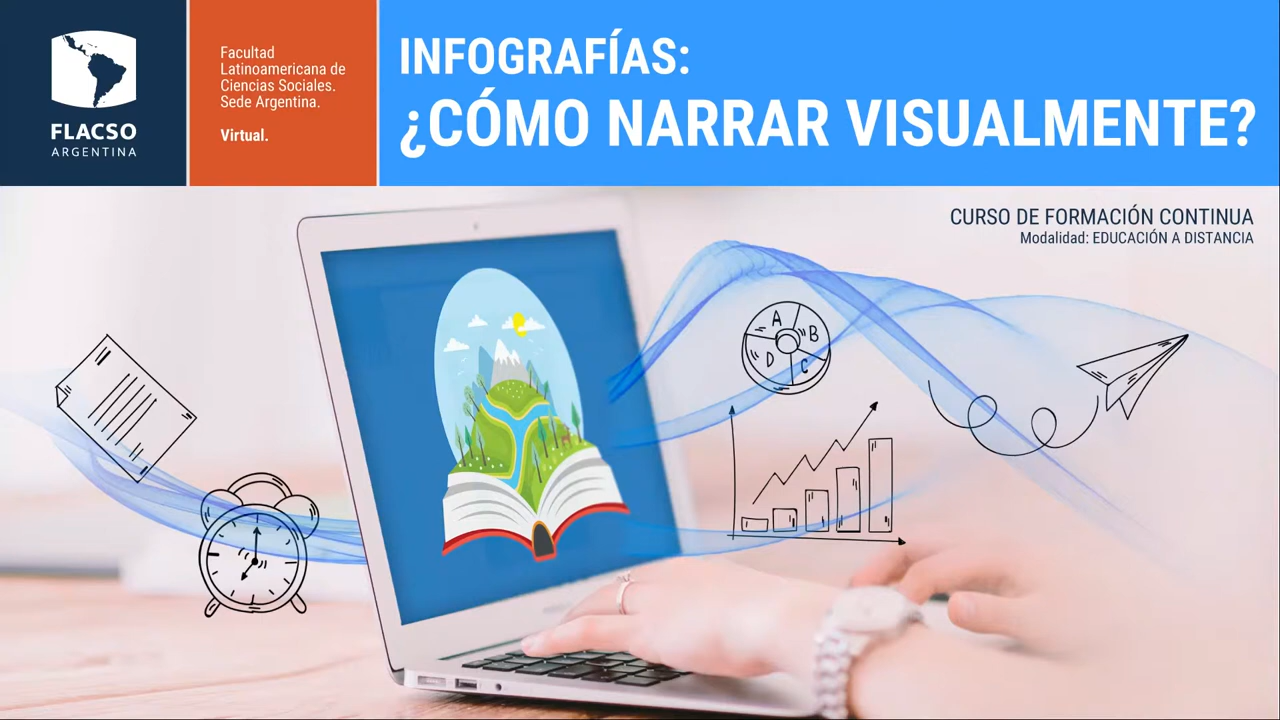 FLACSO
ARGENTINA
Facultad
Latinoamericana de
Ciencias Sociales.
Sede Argentina.
Virtual.
INFOGRAFÍAS:
¿CÓMO NARRAR VISUALMENTE?
CURSO DE FORMACIÓN CONTINUA
Modalidad: EDUCACIÓN A DISTANCIA
A
B
D
C